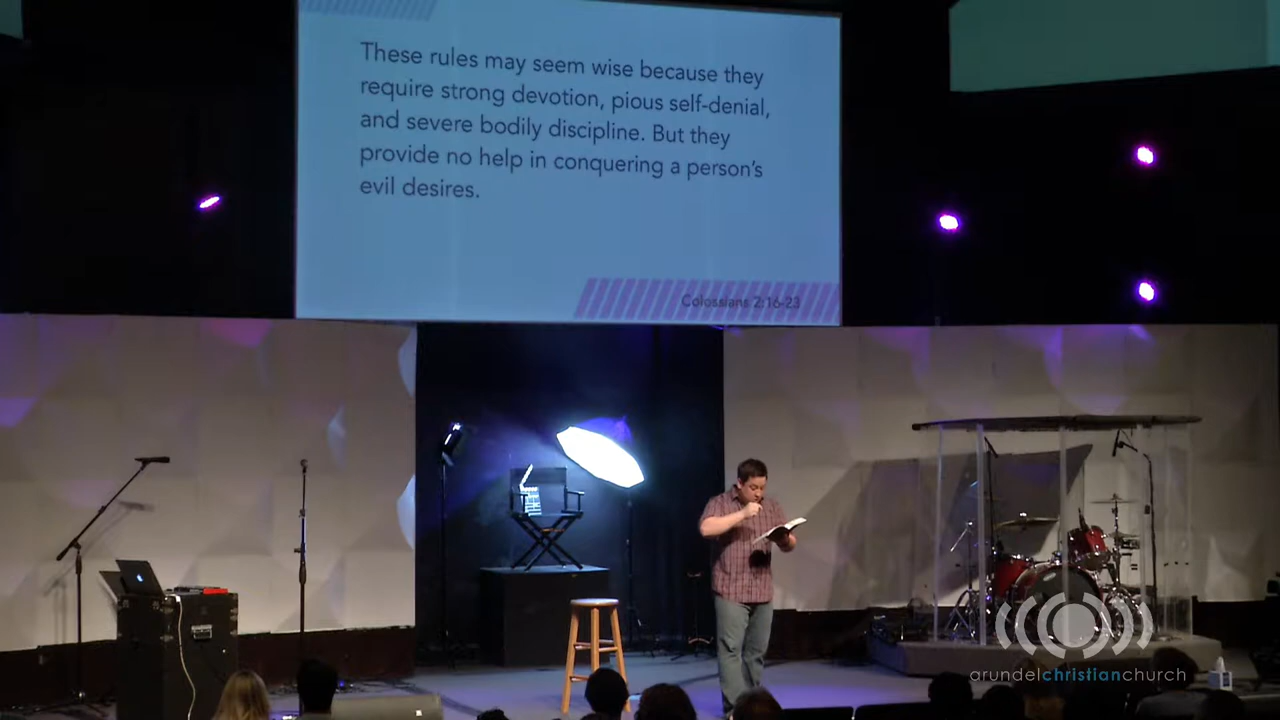 These rules may seem wise because they
require strong devotion, pious self-denial,
and severe bodily discipline. But they
provide no help in conquering a person's
evil desires.
Colossians 2:16-23
arundelchristianchurch